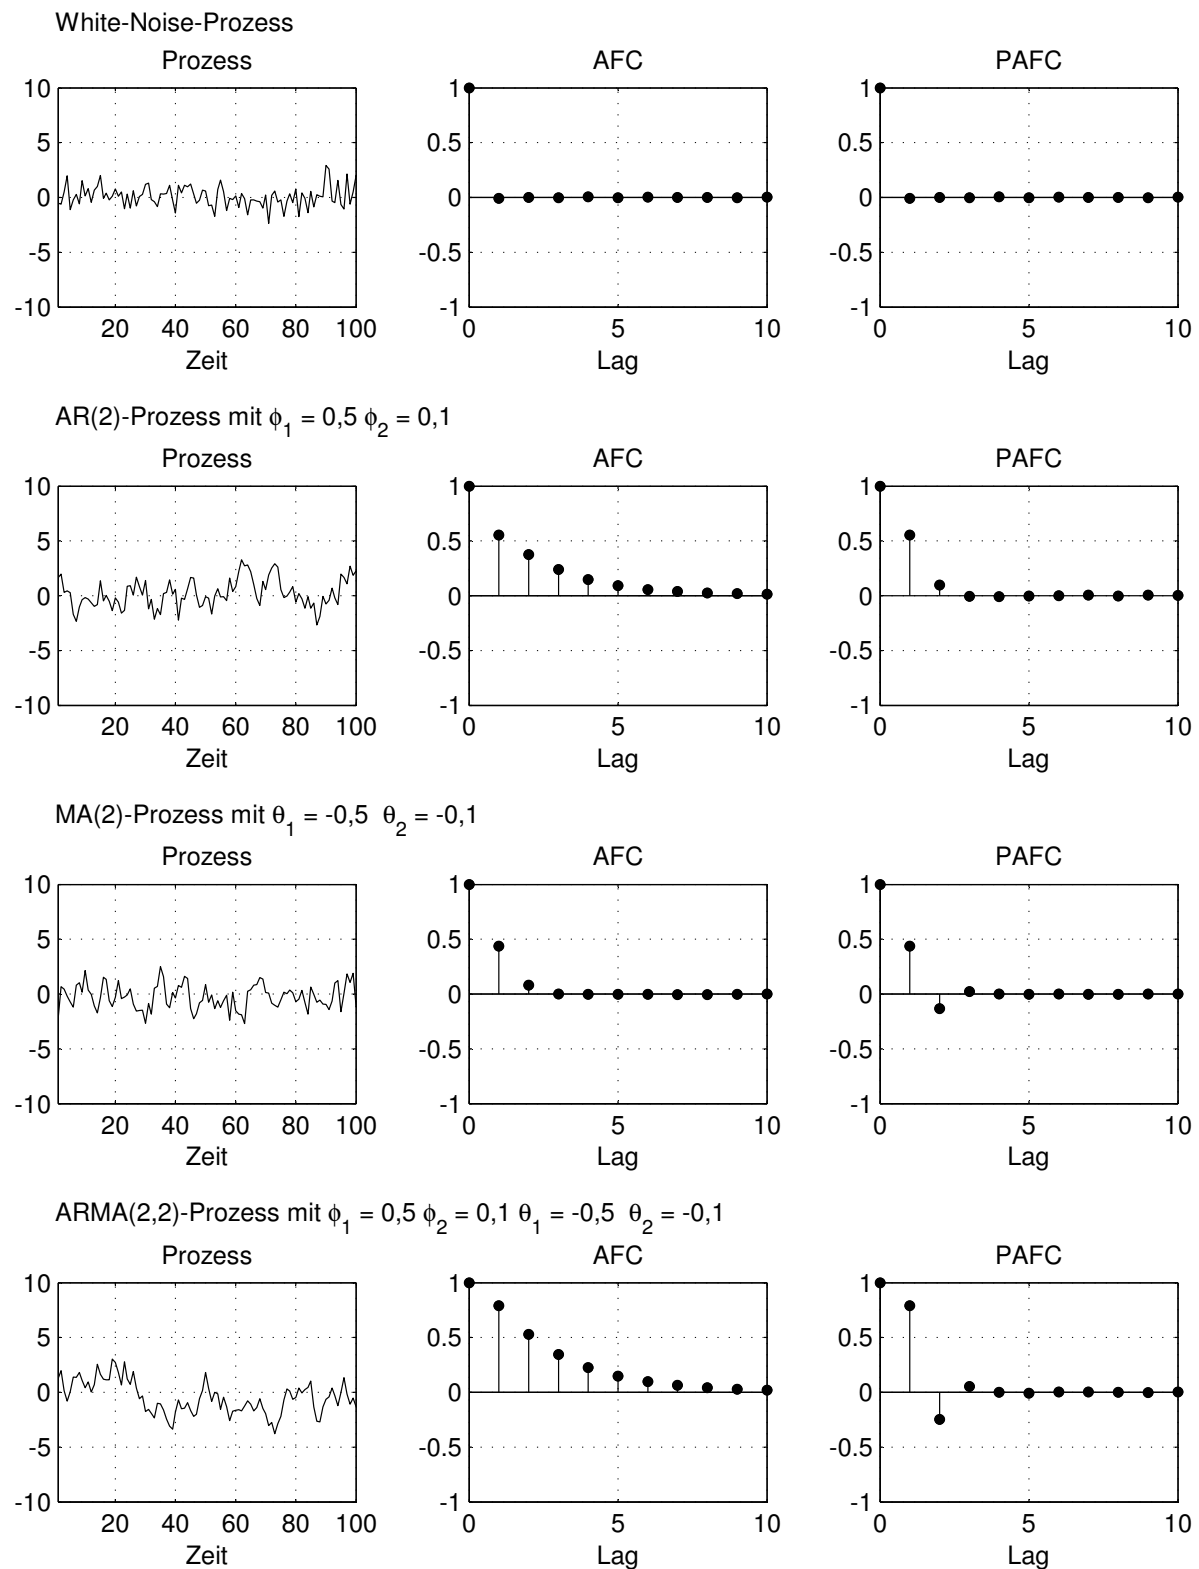 White-Noise-Prozess
Prozess AFC PAFC
10 1 1
5 0.5 0.5
0 0 0
-5 -0.5 -0.5
-10 -1 -1
20 40 60 80 100 0 5 10 0 5 10
Zeit Lag Lag
AR(2)-Prozess mit ϕ₁ = 0,5 ϕ₂ = 0,1
Prozess AFC PAFC
10 1 1
5 0.5 0.5
0 0 0
-5 -0.5 -0.5
-10 -1 -1
20 40 60 80 100 0 5 10 0 5 10
Zeit Lag Lag
MA(2)-Prozess mit θ₁ = -0,5 θ₂ = -0,1
Prozess AFC PAFC
10 1 1
5 0.5 0.5
0 0 0
-5 -0.5 -0.5
-10 -1 -1
20 40 60 80 100 0 5 10 0 5 10
Zeit Lag Lag
ARMA(2,2)-Prozess mit ϕ₁ = 0,5 ϕ₂ = 0,1 θ₁ = -0,5 θ₂ = -0,1
Prozess AFC PAFC
10 1 1
5 0.5 0.5
0 0 0
-5 -0.5 -0.5
-10 -1 -1
20 40 60 80 100 0 5 10 0 5 10
Zeit Lag Lag